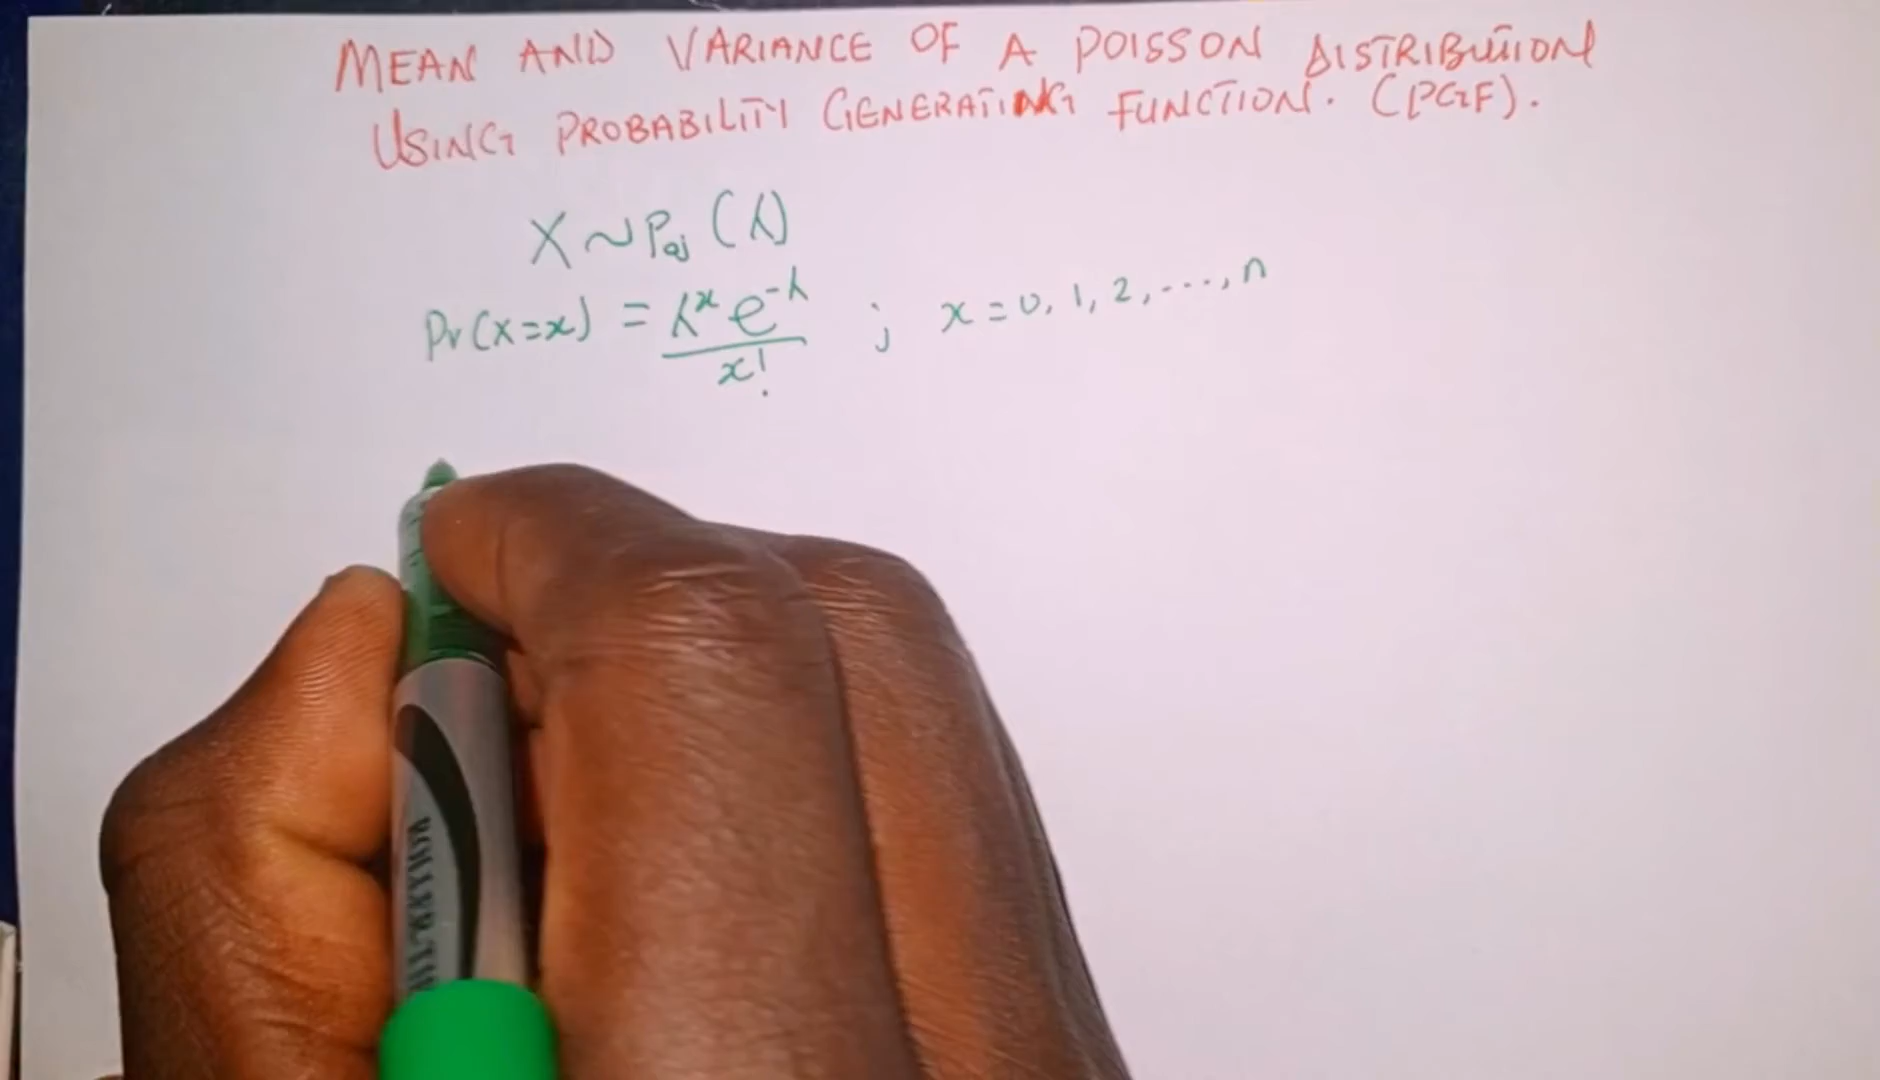 MEAN AND VARIANCE OF A POISSON DISTRIBUTION
USING PROBABILITY GENERATING FUNCTION. (PGF).
X ~ Poi (λ)
Pr(X=x) = λ^x e^-λ / x! ; x = 0, 1, 2, ..., n